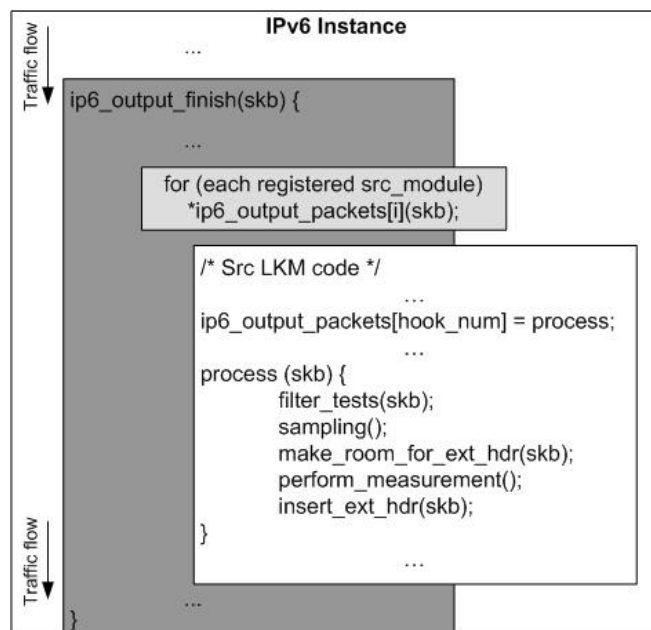 IPv6 Instance
Traffic flow
...
ip6_output_finish(skb) {
...
for (each registered src_module)
*ip6_output_packets[i](skb);
/* Src LKM code */
...
ip6_output_packets[hook_num] = process;
...
process (skb) {
filter_tests(skb);
sampling();
make_room_for_ext_hdr(skb);
perform_measurement();
insert_ext_hdr(skb);
}
...
Traffic flow
...
}